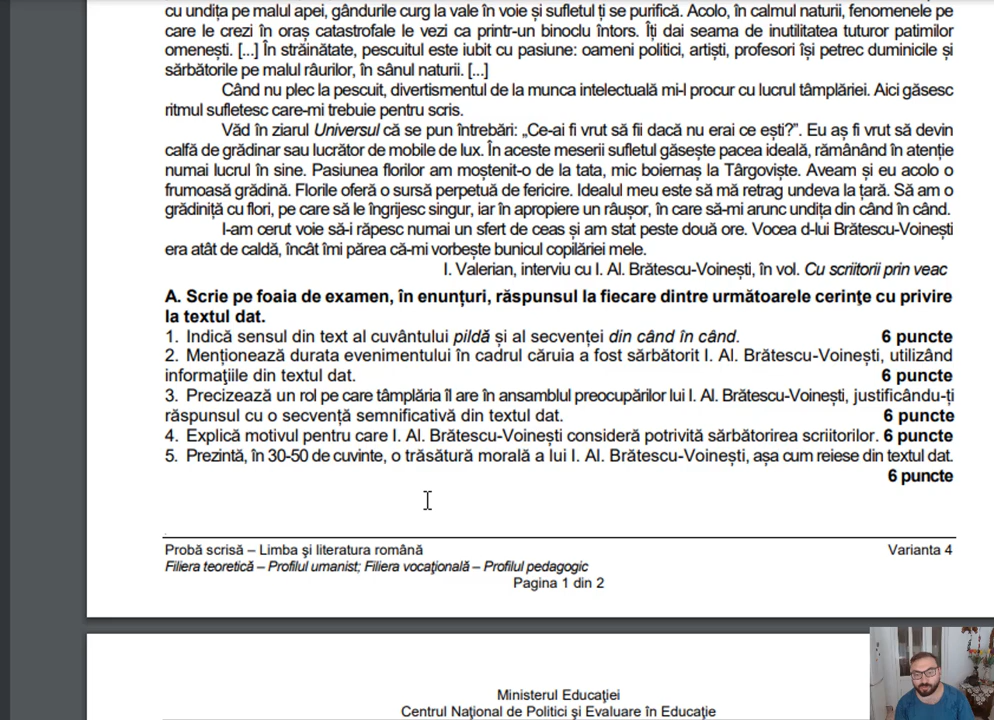 cu undița pe malul apei, gândurile curg la vale în voie și sufletul ți se purifică. Acolo, în calmul naturii, fenomenele pe
care le crezi în oraș catastrofale le vezi ca printr-un binoclu întors. Îți dai seama de inutilitatea tuturor patimilor
omenești. [...] În străinătate, pescuitul este iubit cu pasiune: oameni politici, artiști, profesori își petrec duminicile și
sărbătorile pe malul râurilor, în sânul naturii. [...]
Când nu plec la pescuit, divertismentul de la munca intelectuală mi-l procur cu lucrul tâmplăriei. Aici găsesc
ritmul sufletesc care-mi trebuie pentru scris.
Văd în ziarul Universul că se pun întrebări: „Ce-ai fi vrut să fii dacă nu erai ce ești?”. Eu aș fi vrut să devin
calfă de grădinar sau lucrător de mobile de lux. În aceste meserii sufletul găsește pacea ideală, rămânând în atenție
numai lucrul în sine. Pasiunea florilor am moștenit-o de la tata, mic boiernaș la Târgoviște. Aveam și eu acolo o
frumoasă grădină. Florile oferă o sursă perpetuă de fericire. Idealul meu este să mă retrag undeva la țară. Să am o
grădiniță cu flori, pe care să le îngrijesc singur, iar în apropiere un râușor, în care să-mi arunc undița din când în când.
I-am cerut voie să-i răpesc numai un sfert de ceas și am stat peste două ore. Vocea d-lui Brătescu-Voinești
era atât de caldă, încât îmi părea că-mi vorbește bunicul copilăriei mele.
I. Valerian, interviu cu I. Al. Brătescu-Voinești, în vol. Cu scriitorii prin veac
A. Scrie pe foaia de examen, în enunțuri, răspunsul la fiecare dintre următoarele cerințe cu privire
la textul dat.
1. Indică sensul din text al cuvântului pildă și al secvenței din când în când. 6 puncte
2. Menționează durata evenimentului în cadrul căruia a fost sărbătorit I. Al. Brătescu-Voinești, utilizând
informațiile din textul dat. 6 puncte
3. Precizează un rol pe care tâmplăria îl are în ansamblul preocupărilor lui I. Al. Brătescu-Voinești, justificându-ți
răspunsul cu o secvență semnificativă din textul dat. 6 puncte
4. Explică motivul pentru care I. Al. Brătescu-Voinești consideră potrivită sărbătorirea scriitorilor. 6 puncte
5. Prezintă, în 30-50 de cuvinte, o trăsătură morală a lui I. Al. Brătescu-Voinești, așa cum reiese din textul dat.
6 puncte
Probă scrisă – Limba şi literatura română Varianta 4
Filiera teoretică – Profilul umanist; Filiera vocaţională – Profilul pedagogic
Pagina 1 din 2
Ministerul Educaţiei
Centrul Naţional de Politici şi Evaluare în Educaţie